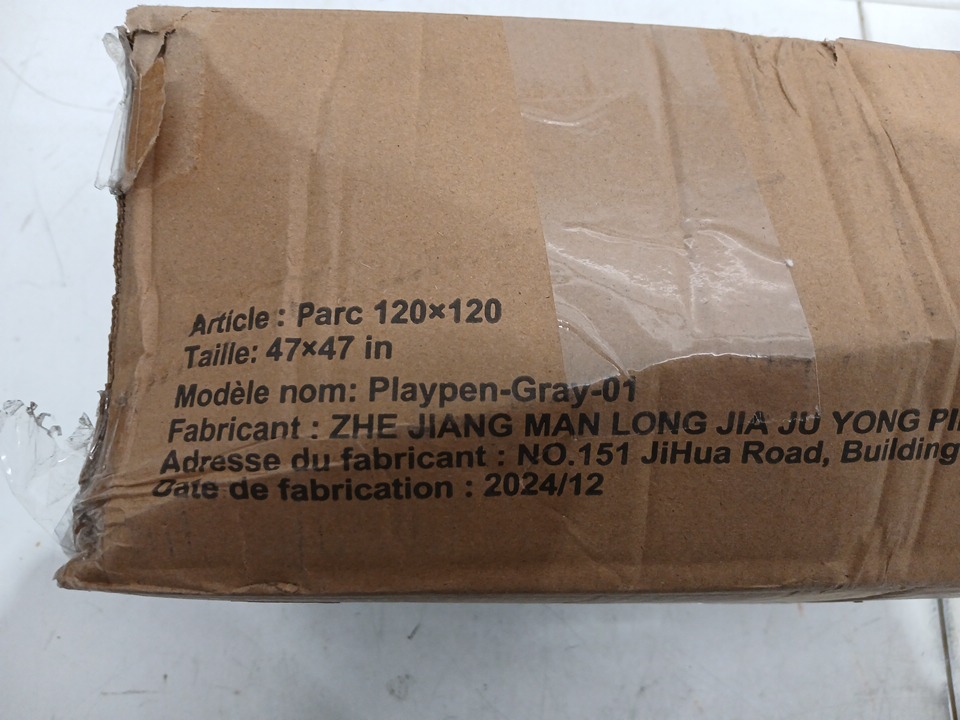 Article : Parc 120×120
Taille: 47×47 in
Modèle nom: Playpen-Gray-01
Fabricant : ZHE JIANG MAN LONG JIA JU YONG
Adresse du fabricant : NO.151 JiHua Road, Building
Date de fabrication : 2024/12